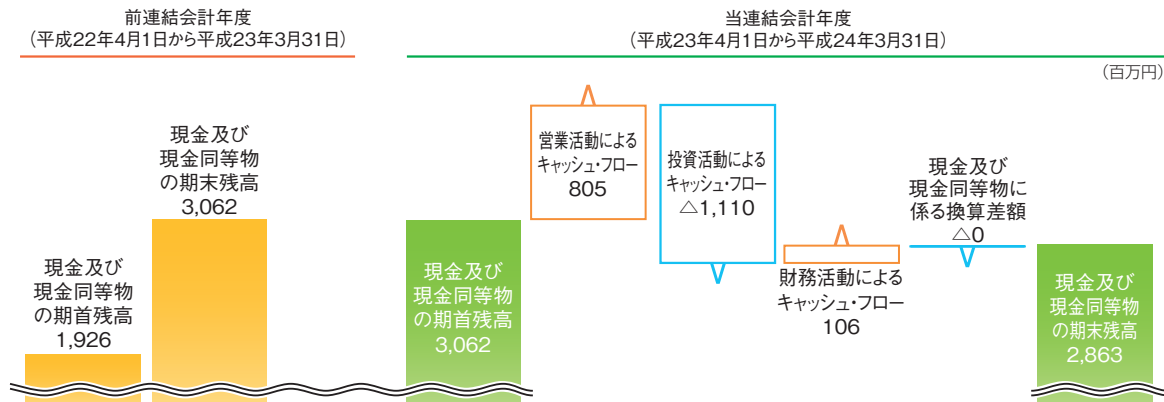 前連結会計年度
(平成22年4月1日から平成23年3月31日)
現金及び
現金同等物
の期首残高
1,926
現金及び
現金同等物
の期末残高
3,062
当連結会計年度
(平成23年4月1日から平成24年3月31日)
(百万円)
現金及び
現金同等物
の期首残高
3,062
営業活動による
キャッシュ・フロー
805
投資活動による
キャッシュ・フロー
△1,110
財務活動による
キャッシュ・フロー
106
現金及び
現金同等物に
係る換算差額
△0
現金及び
現金同等物
の期末残高
2,863